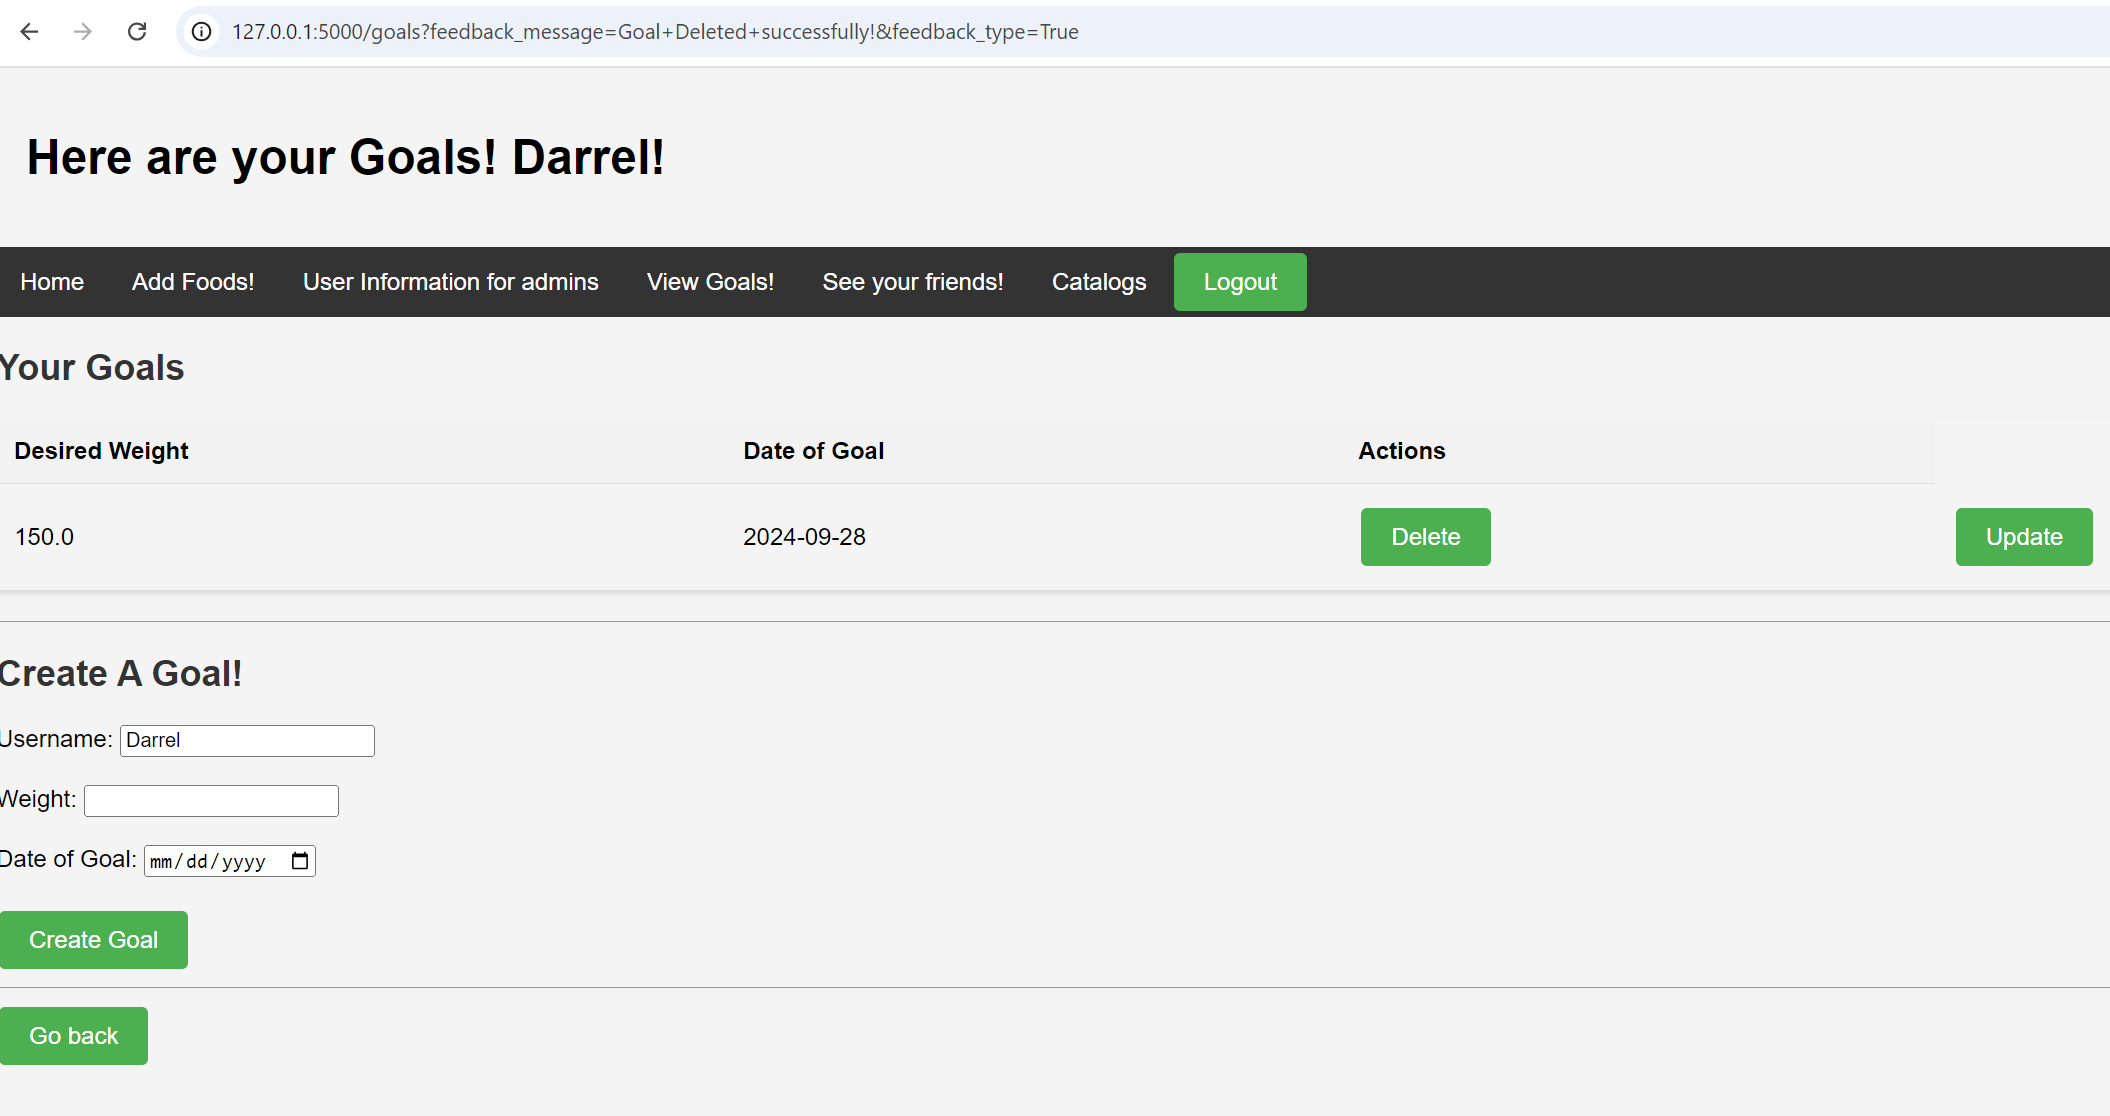 127.0.0.1:5000/goals?feedback_message=Goal+Deleted+successfully!&feedback_type=True
Here are your Goals! Darrel!
Home Add Foods! User Information for admins View Goals! See your friends! Catalogs Logout
Your Goals
Desired Weight Date of Goal Actions
150.0 2024-09-28 Delete Update
Create A Goal!
Username: Darrel
Weight:
Date of Goal: mm/dd/yyyy
Create Goal
Go back